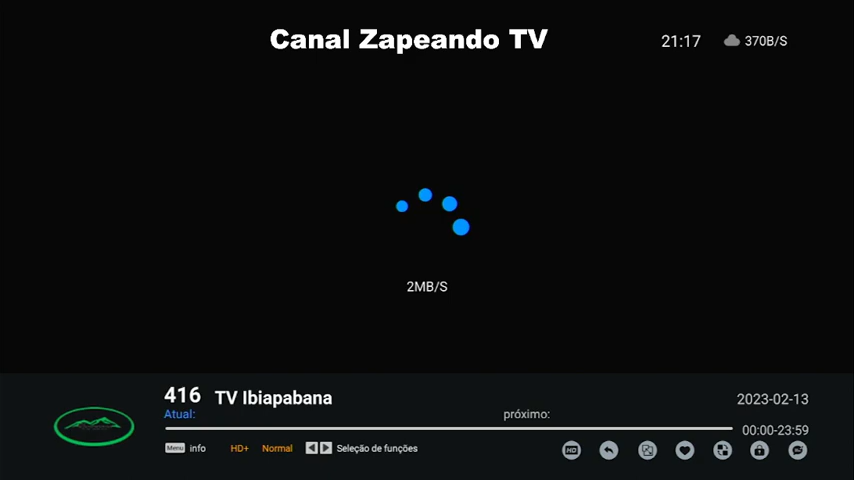 Canal Zapeando TV
21:17
370B/S
2MB/S
416 TV Ibiapabana
2023-02-13
Atual:
próximo:
00:00-23:59
Menu info HD+ Normal Seleção de funções
HD